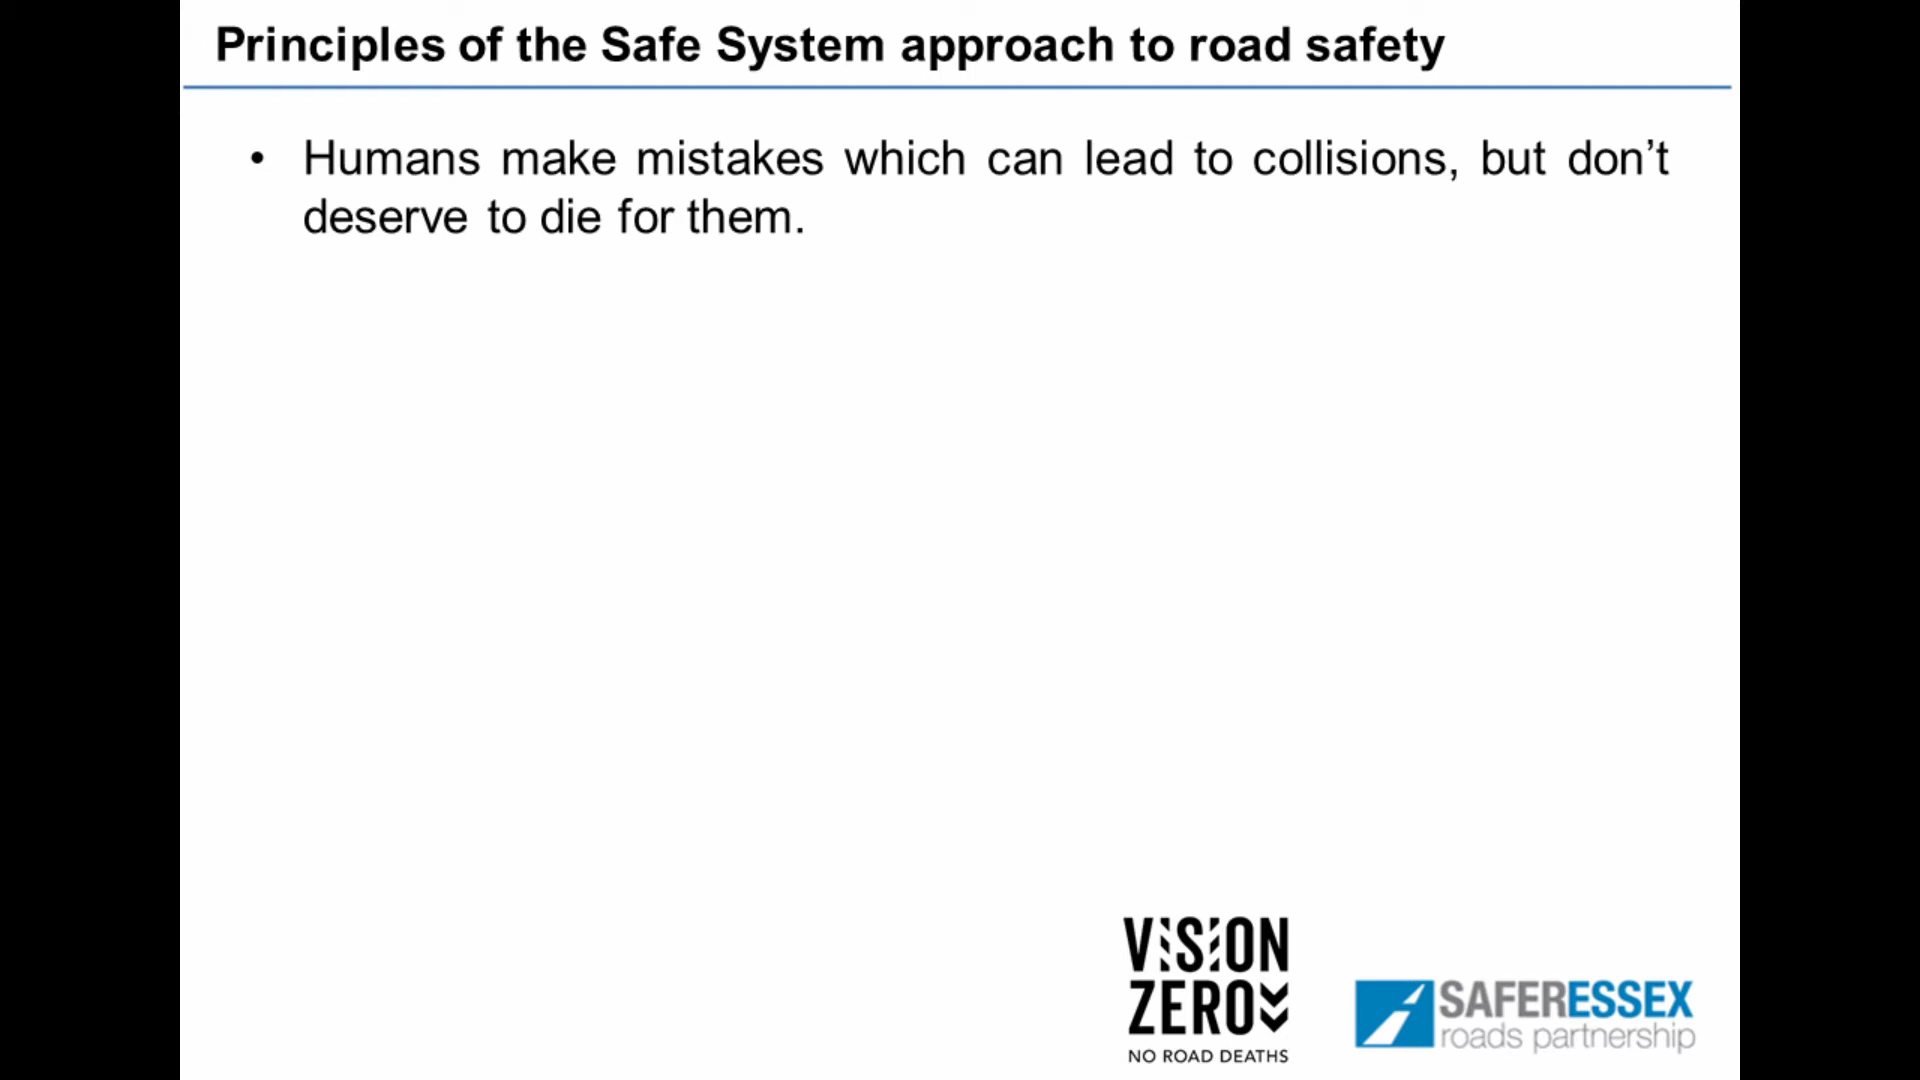 Principles of the Safe System approach to road safety
• Humans make mistakes which can lead to collisions, but don’t
deserve to die for them.
VISION
ZERO
NO ROAD DEATHS
SAFERESSEX
roads partnership